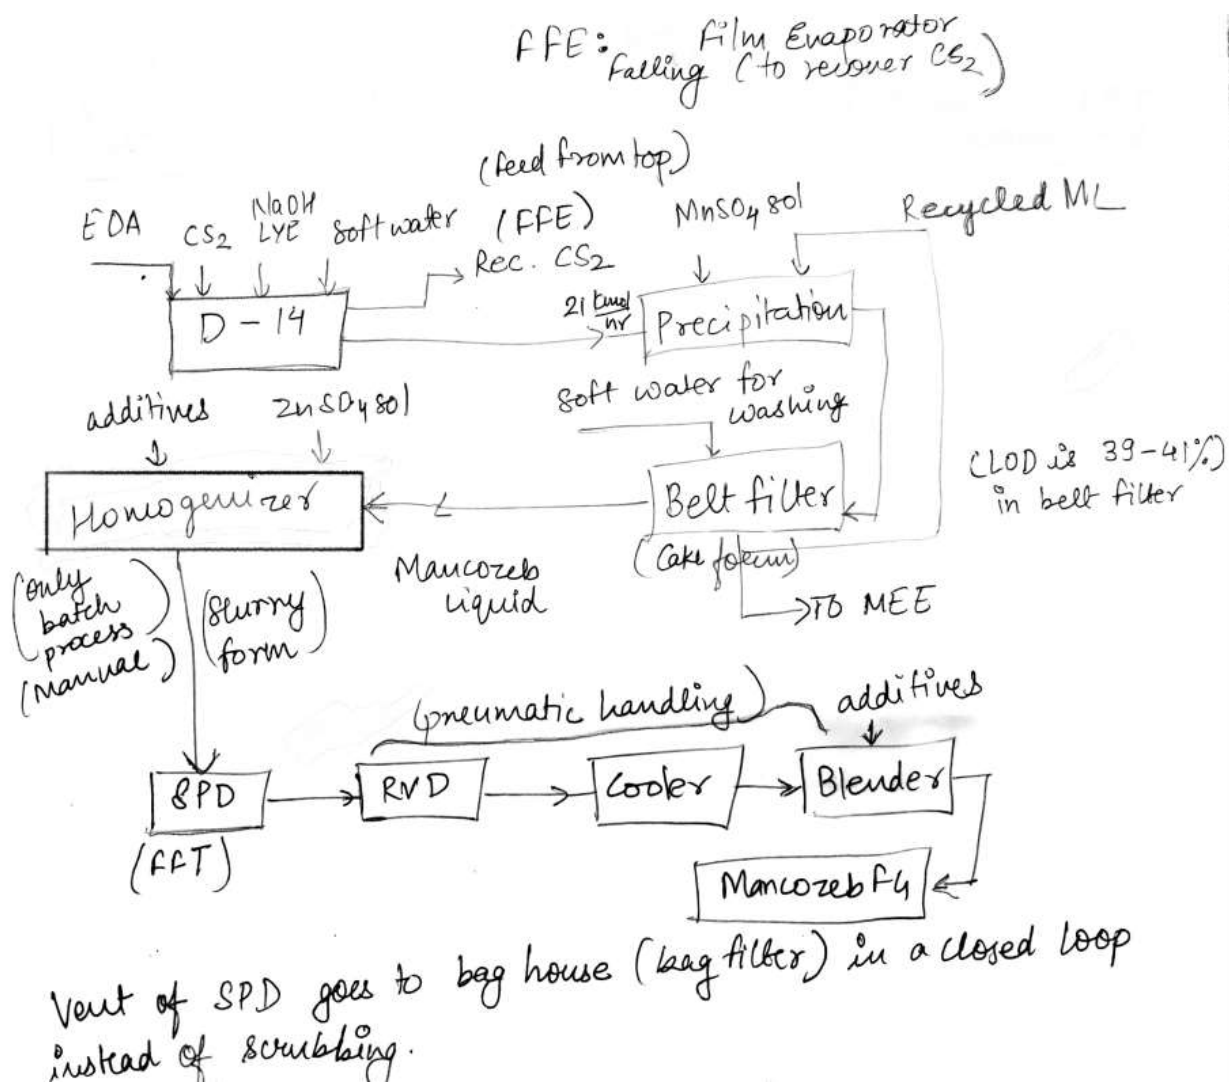 FFE: Film Evaporator
Falling (to recover CS2)
(feed from top)
(FFE)
EDA
CS2
NaOH
LYE
Soft water
Rec. CS2
MnSO4 sol
Recycled ML
D-14
21 kmol/hr
Precipitation
additives
ZnSO4 sol
Soft water for
washing
Homogenizer
Belt filter
(LOD is 39-41%)
in belt filter
(Cake form)
Mancozeb
liquid
TO MEE
(only
batch
process)
(manual)
(slurry
form)
(pneumatic handling)
additives
SPD
RVD
Cooler
Blender
(FFT)
Mancozeb FG
Vent of SPD goes to bag house (bag filter) in a closed loop
instead of scrubbing.